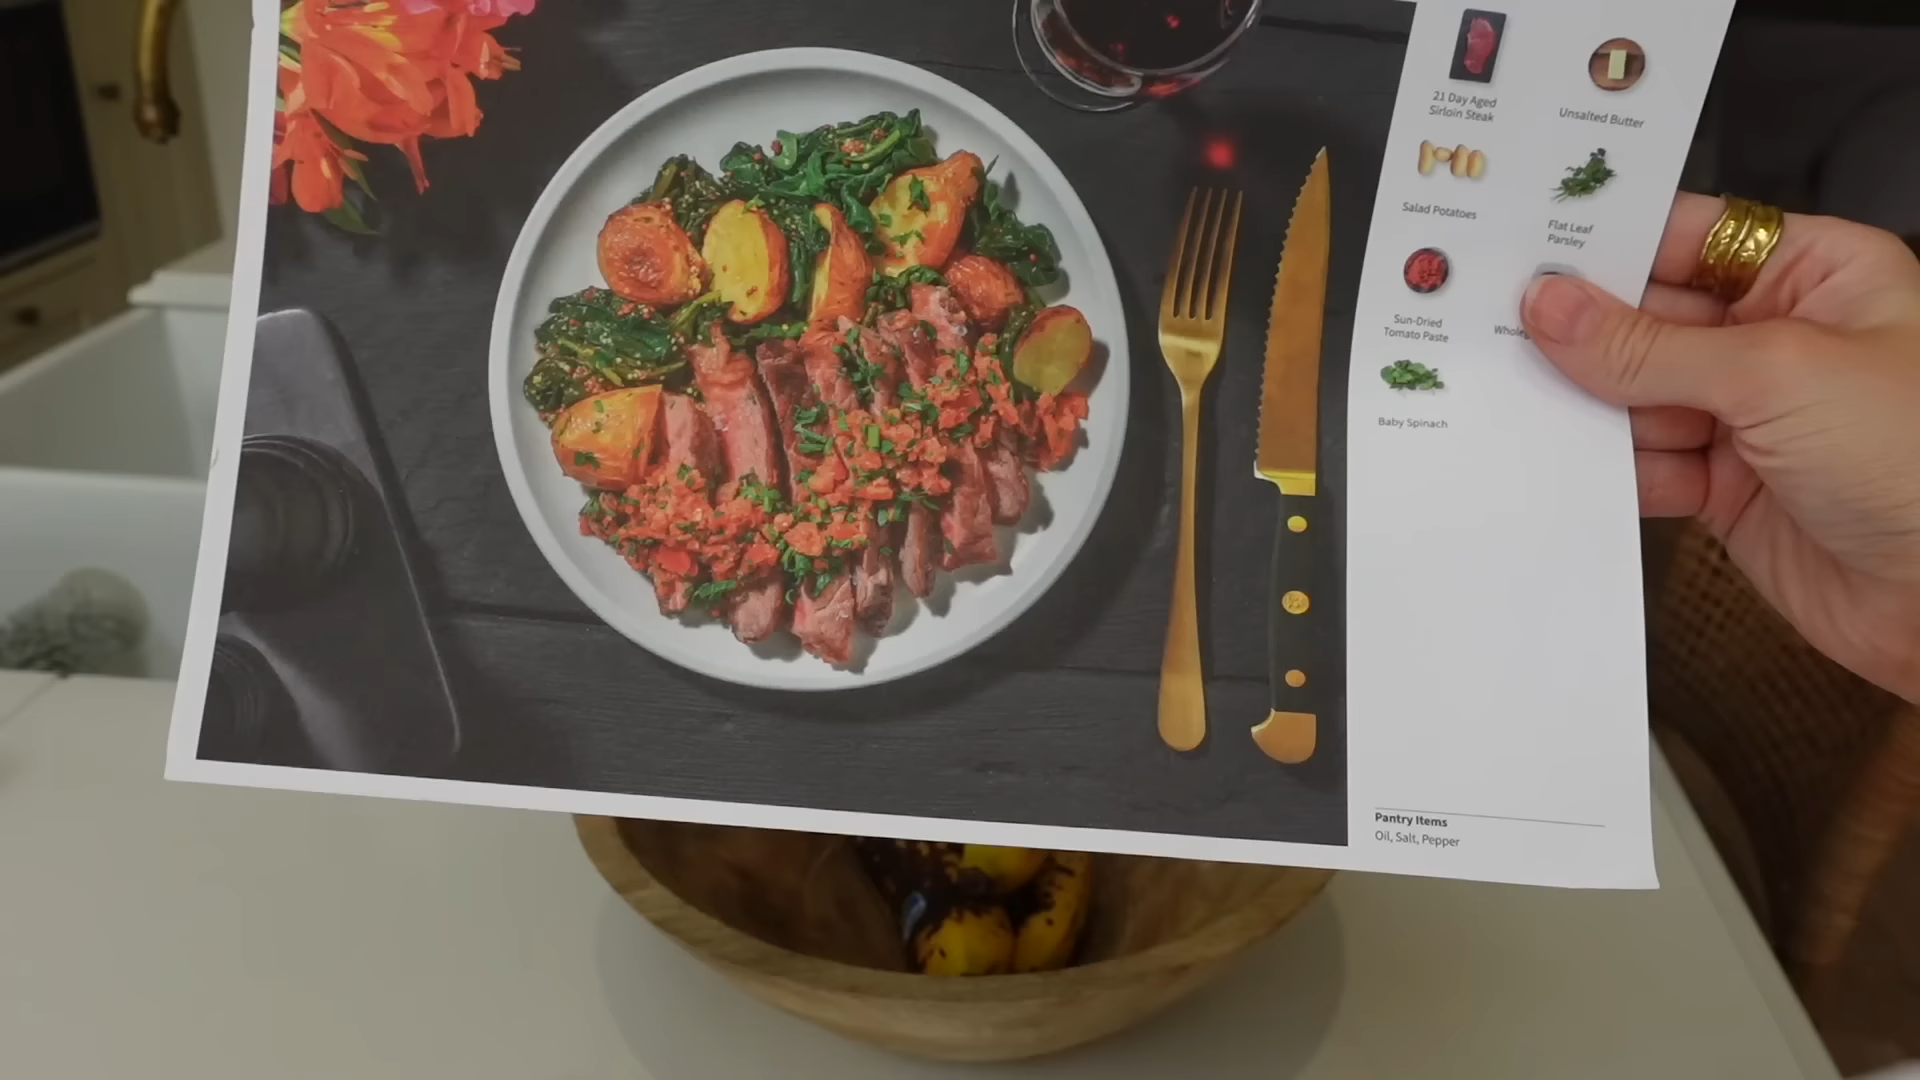 21 Day Aged
Sirloin Steak
Unsalted Butter
Salad Potatoes
Flat Leaf
Parsley
Sun-Dried
Tomato Paste
Baby Spinach
Pantry Items
Oil, Salt, Pepper